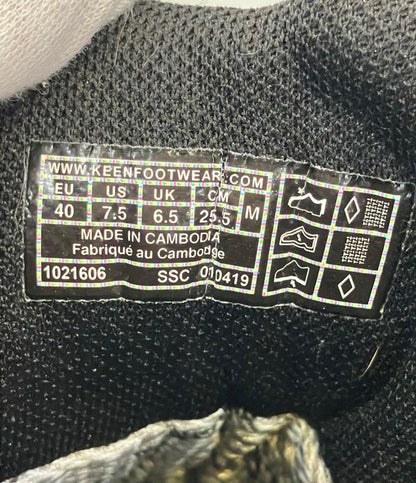 WWW.KEENFOOTWEAR.COM
EU US UK CM
40 7.5 6.5 25.5 M
MADE IN CAMBODIA
Fabriqué au Cambodge
1021606 SSC 010419